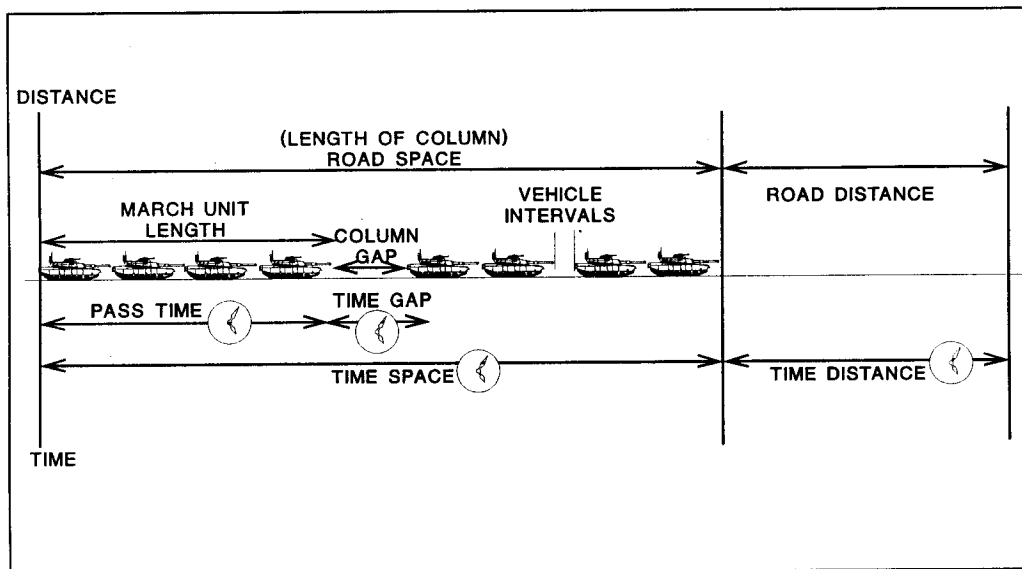 DISTANCE
(LENGTH OF COLUMN)
ROAD SPACE
ROAD DISTANCE
MARCH UNIT
LENGTH
COLUMN
GAP
VEHICLE
INTERVALS
PASS TIME
TIME GAP
TIME SPACE
TIME DISTANCE
TIME